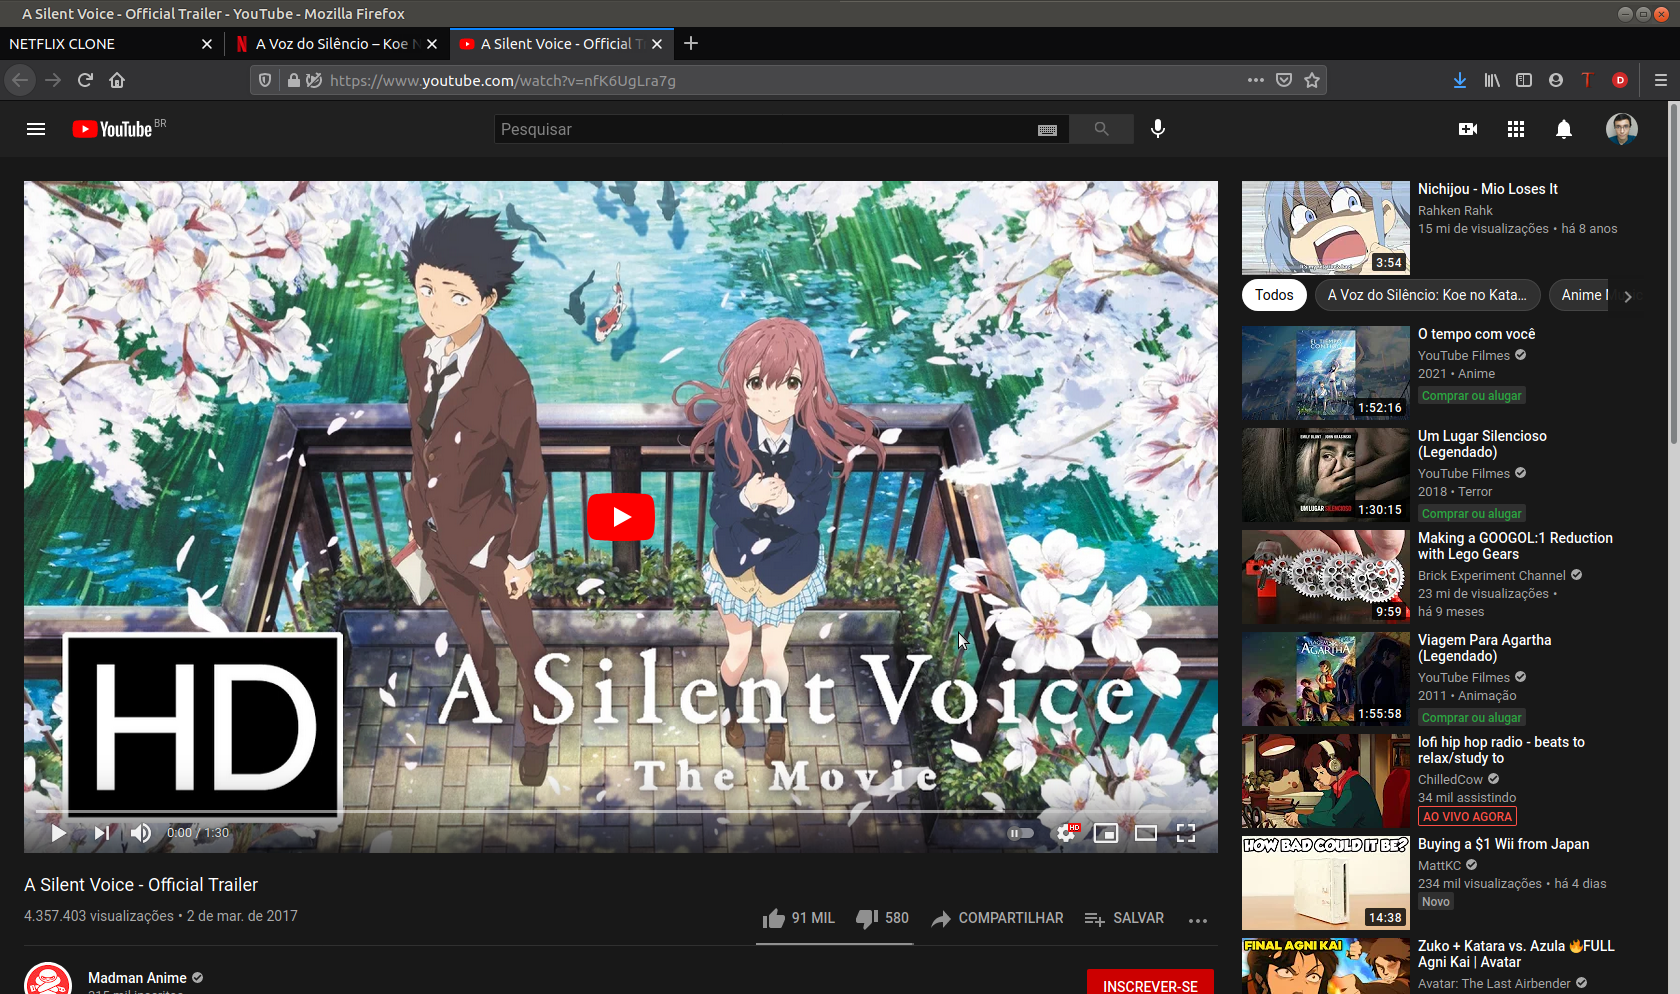 A Silent Voice - Official Trailer - YouTube - Mozilla Firefox
NETFLIX CLONE
A Voz do Silêncio – Koe N
A Silent Voice - Official T
https://www.youtube.com/watch?v=nfK6UgLra7g
YouTube BR
Pesquisar
HD
A Silent Voice
The Movie
0:00 / 1:30
HD
A Silent Voice - Official Trailer
4.357.403 visualizações • 2 de mar. de 2017
91 MIL
580
COMPARTILHAR
SALVAR
Madman Anime
INSCREVER-SE
Nichijou - Mio Loses It
Rahken Rahk
15 mi de visualizações • há 8 anos
3:54
Todos
A Voz do Silêncio: Koe no Kata...
Anime
O tempo com você
YouTube Filmes
2021 • Anime
Comprar ou alugar
1:52:16
Um Lugar Silencioso
(Legendado)
YouTube Filmes
2018 • Terror
Comprar ou alugar
EMILY BLUNT JOHN KRASINSKI
UM LUGAR SILENCIOSO
1:30:15
Making a GOOGOL:1 Reduction
with Lego Gears
Brick Experiment Channel
23 mi de visualizações •
há 9 meses
9:59
Viagem Para Agartha
(Legendado)
YouTube Filmes
2011 • Animação
Comprar ou alugar
AGARTHA
1:55:58
lofi hip hop radio - beats to
relax/study to
ChilledCow
34 mil assistindo
AO VIVO AGORA
HOW BAD COULD IT BE?
Buying a $1 Wii from Japan
MattKC
234 mil visualizações • há 4 dias
Novo
14:38
FINAL AGNI KAI
Zuko + Katara vs. Azula 🔥FULL
Agni Kai | Avatar
Avatar: The Last Airbender